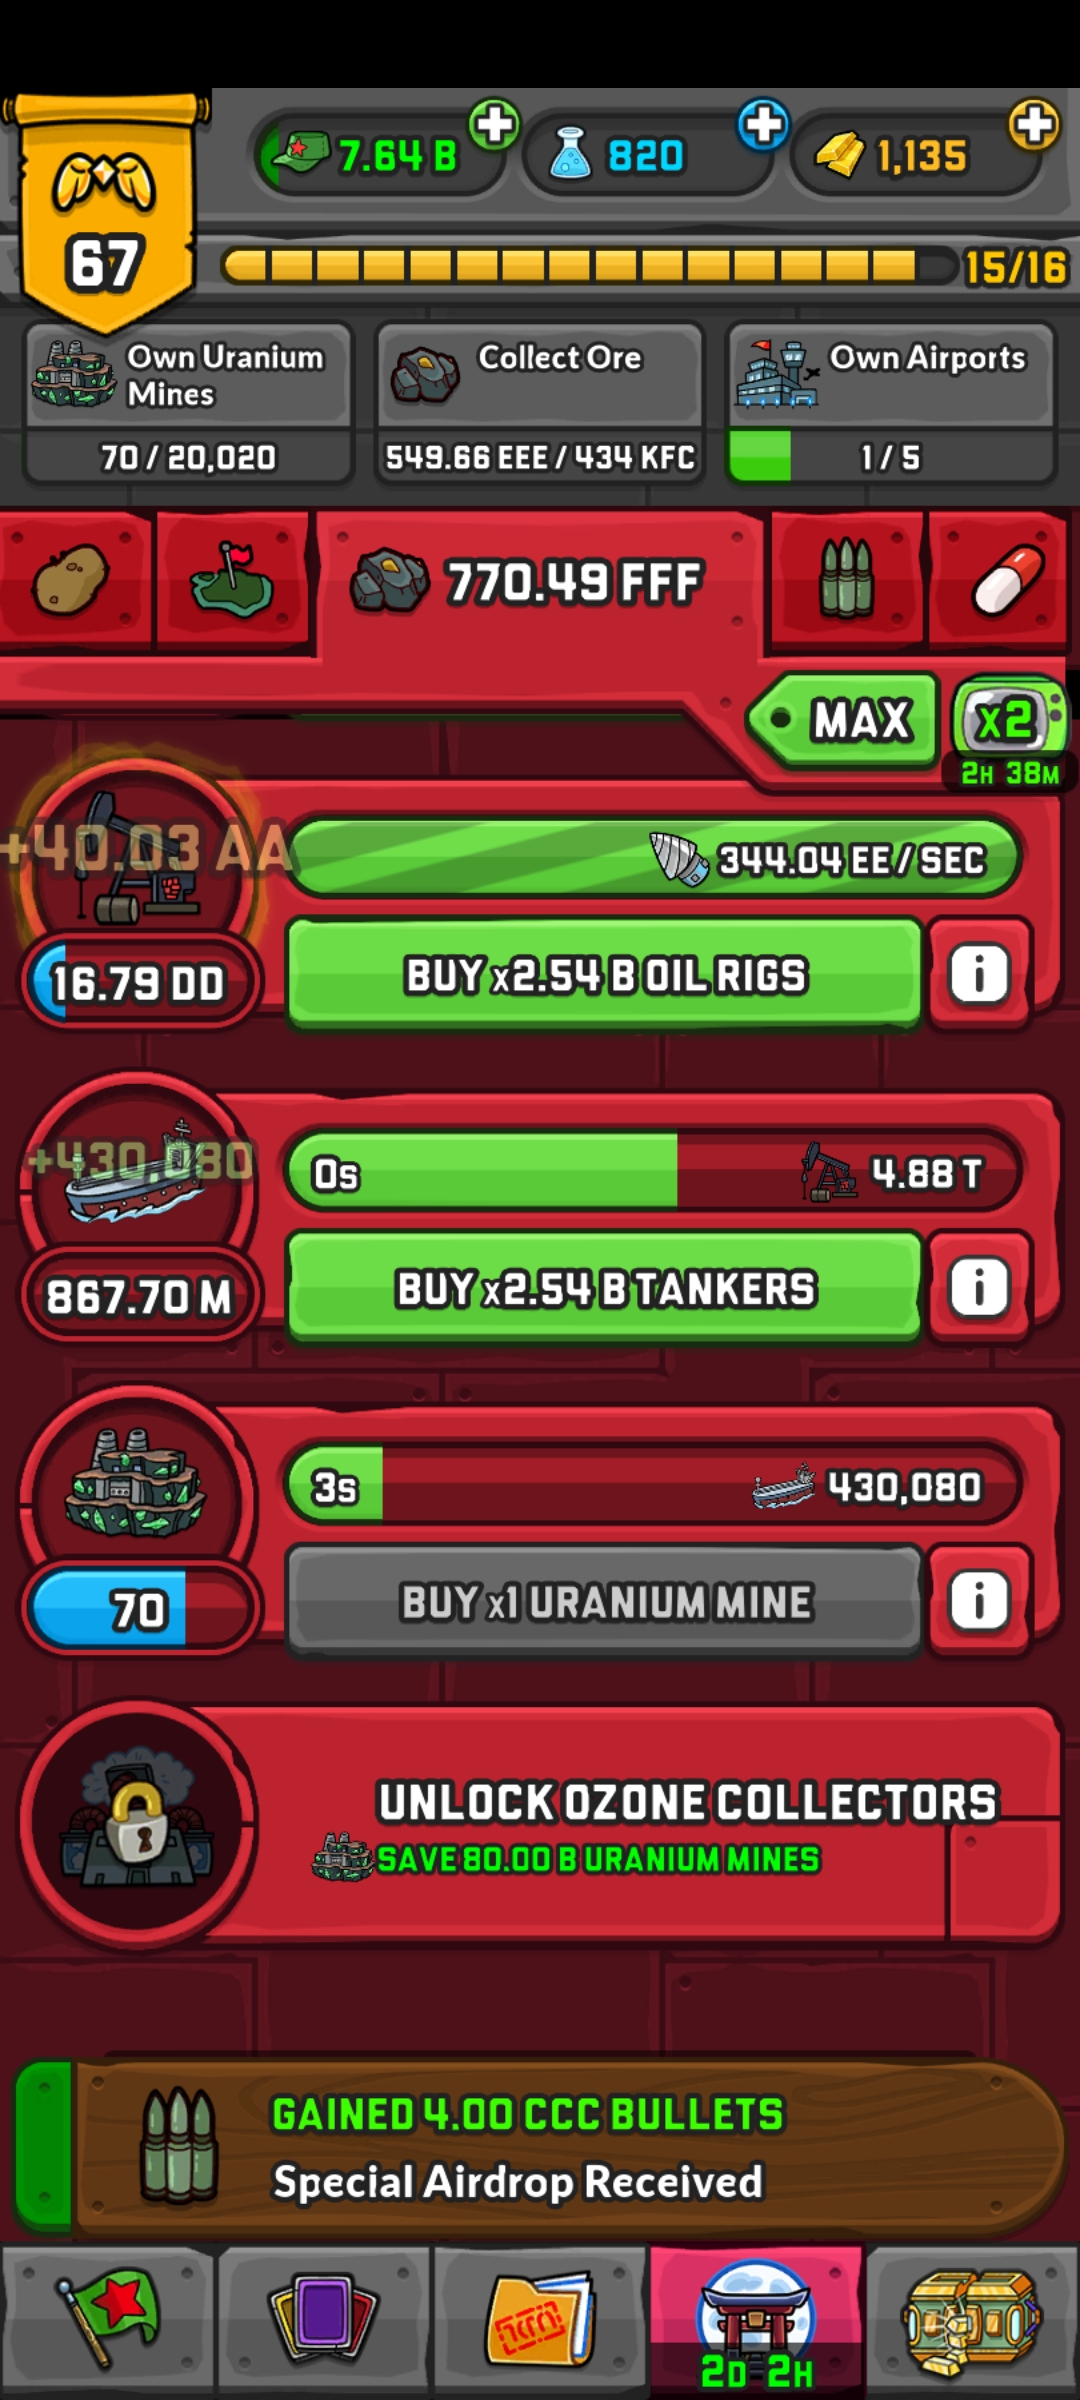 7.64 B
820
1,135
67
15/16
Own Uranium
Mines
70 / 20,020
Collect Ore
549.66 EEE / 434 KFC
Own Airports
1 / 5
770.49 FFF
MAX
x2
2H 38M
+40.03 AA
344.04 EE / SEC
16.79 DD
BUY x2.54 B OIL RIGS
i
+430,080
0s
4.88 T
867.70 M
BUY x2.54 B TANKERS
i
3s
430,080
70
BUY x1 URANIUM MINE
i
UNLOCK OZONE COLLECTORS
SAVE 80.00 B URANIUM MINES
GAINED 4.00 CCC BULLETS
Special Airdrop Received
2D 2H